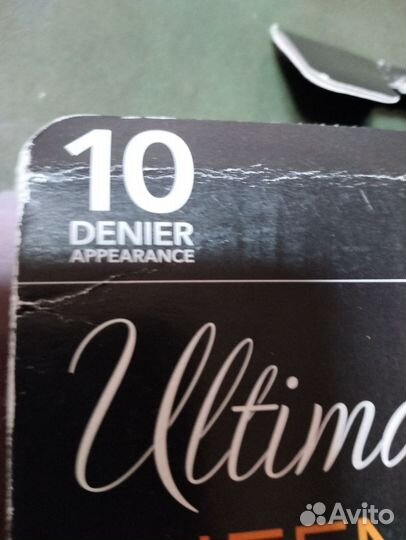 10
DENIER
APPEARANCE
Ultima
Avito